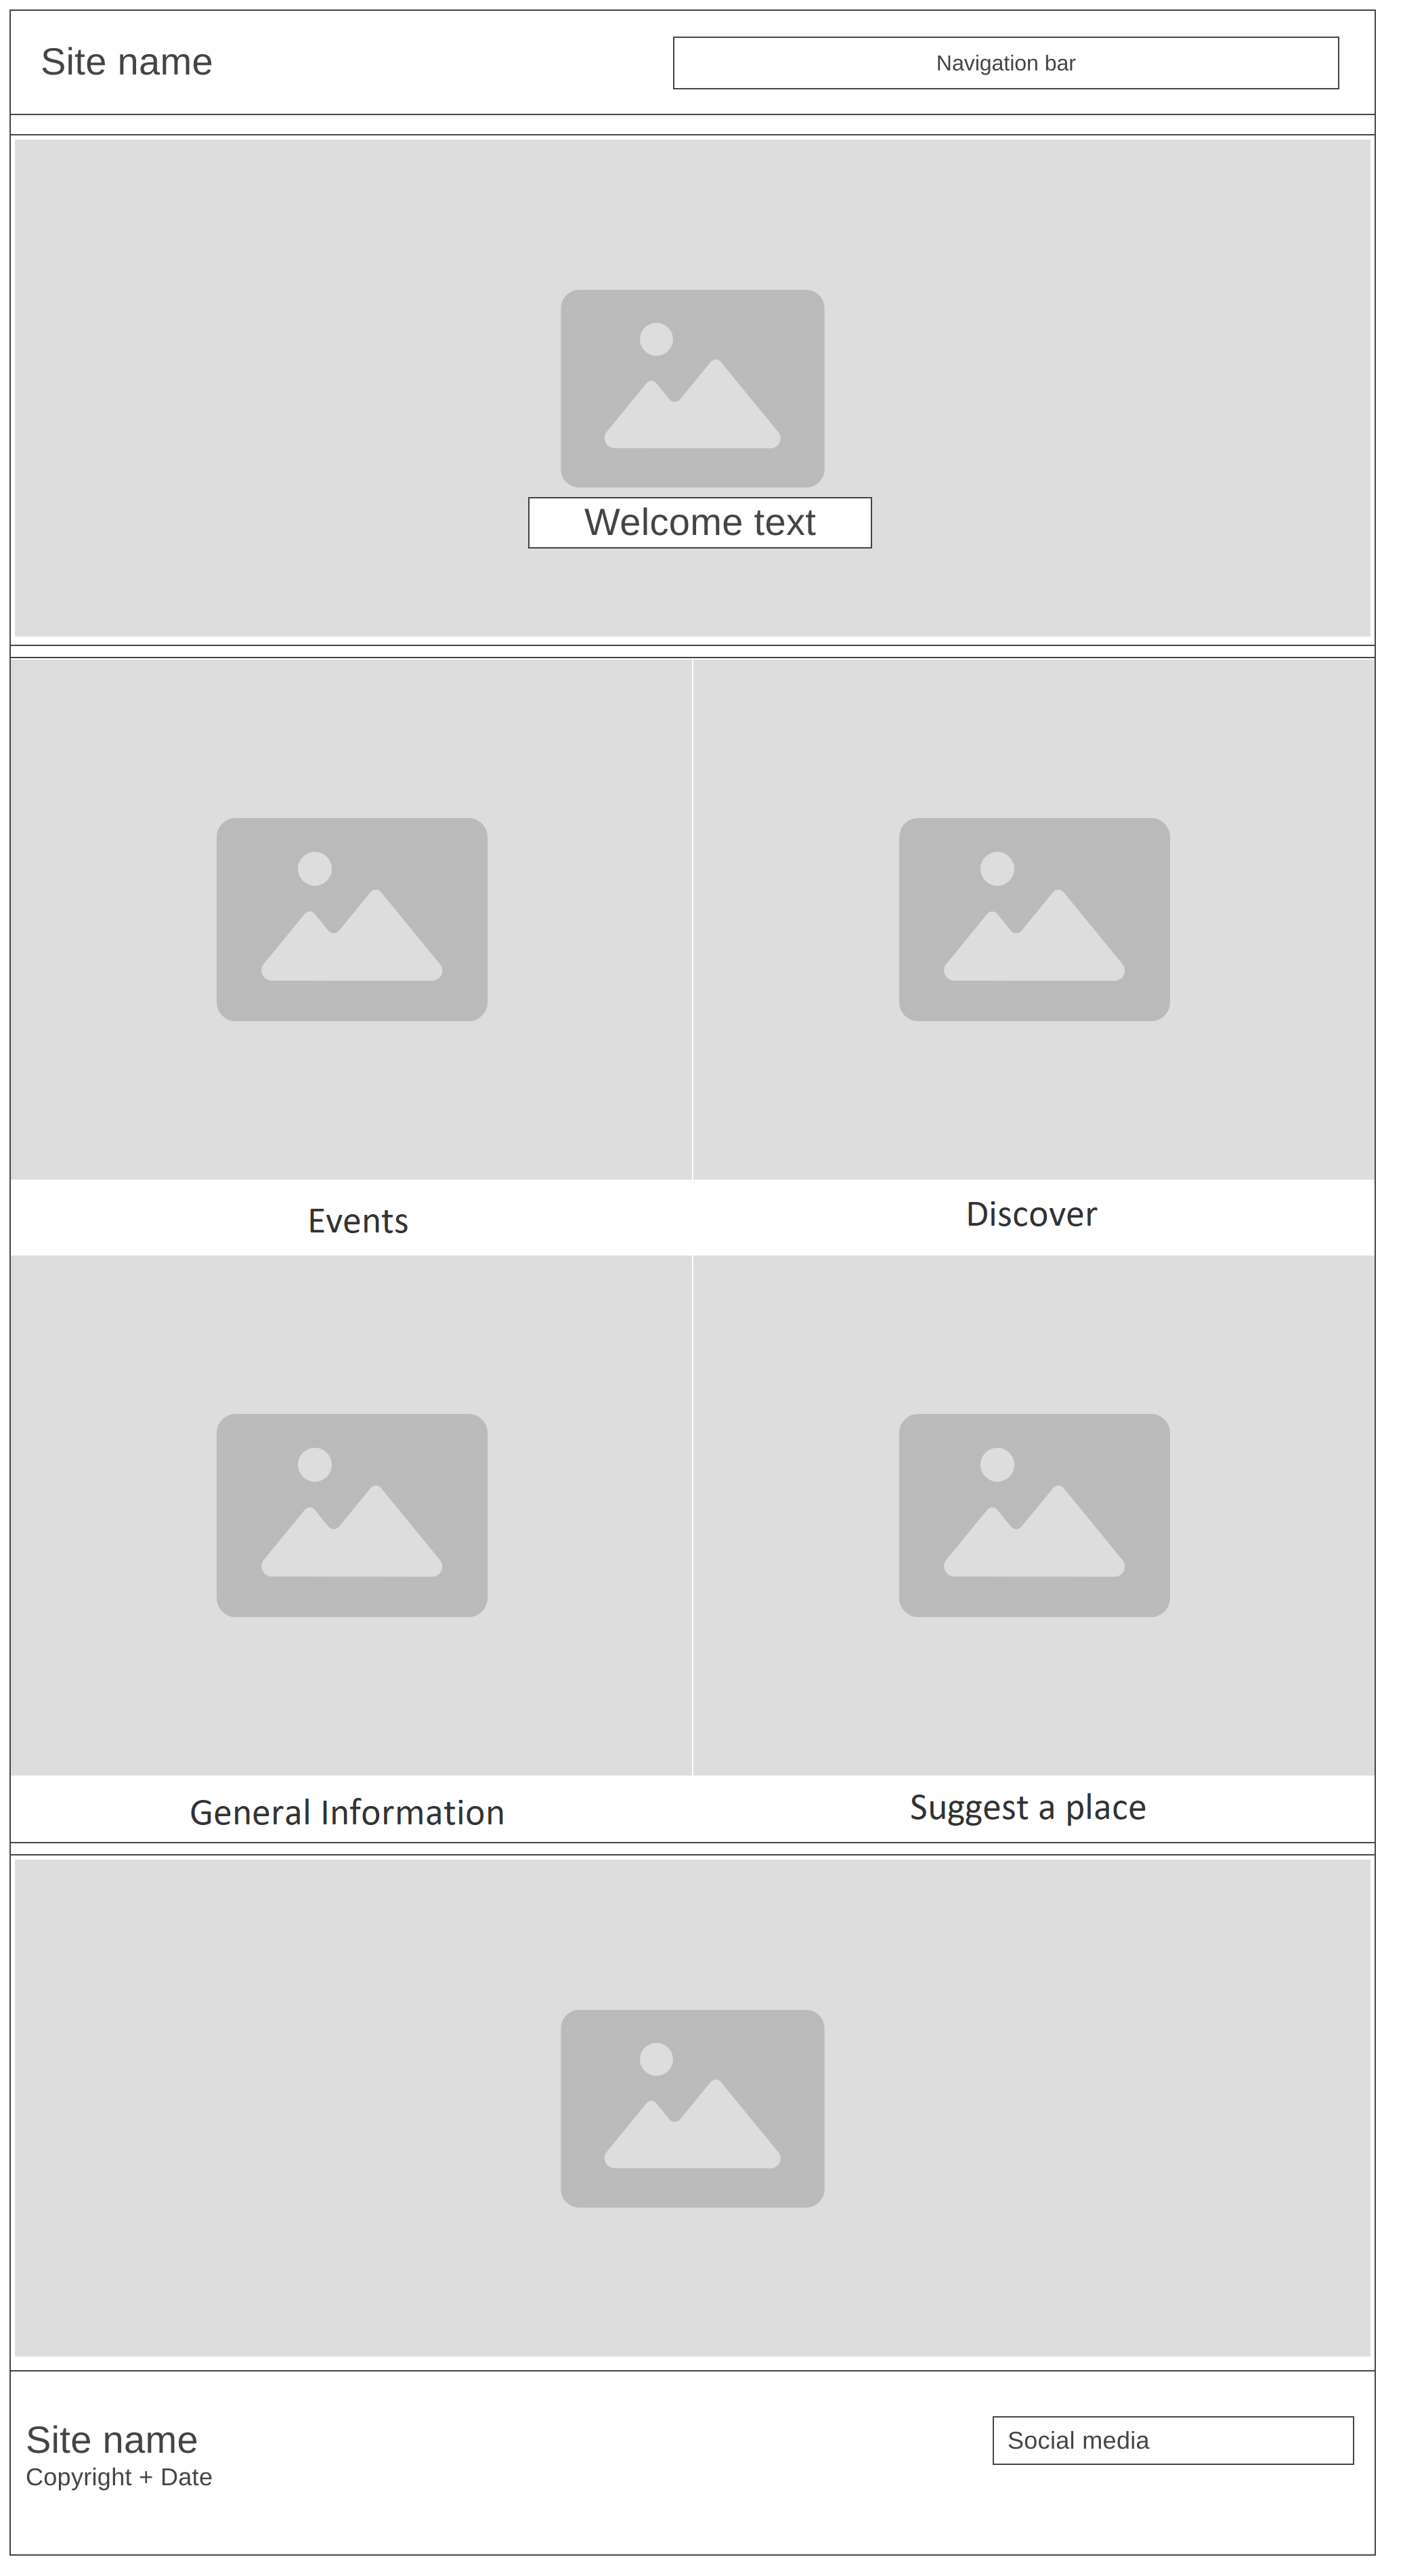 Site name
Navigation bar
Welcome text
Events
Discover
General Information
Suggest a place
Site name
Copyright + Date
Social media